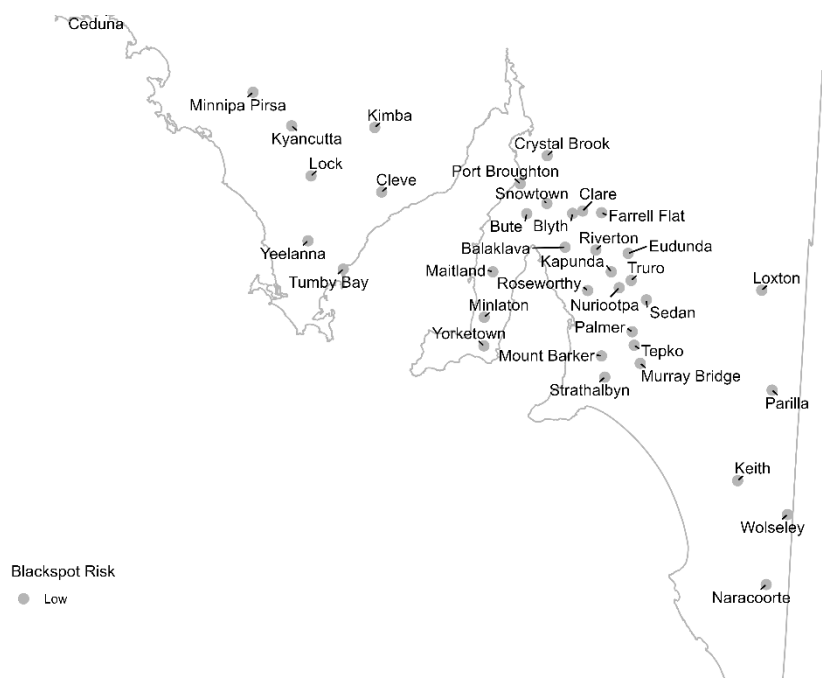 Ceduna
Minnipa Pirsa
Kimba
Kyancutta
Crystal Brook
Lock
Port Broughton
Cleve
Snowtown
Clare
Farrell Flat
Bute
Blyth
Riverton
Yeelanna
Balaklava
Eudunda
Kapunda
Truro
Maitland
Tumby Bay
Roseworthy
Loxton
Nuriootpa
Minlaton
Sedan
Palmer
Yorketown
Tepko
Mount Barker
Murray Bridge
Strathalbyn
Parilla
Keith
Wolseley
Blackspot Risk
Low
Naracoorte